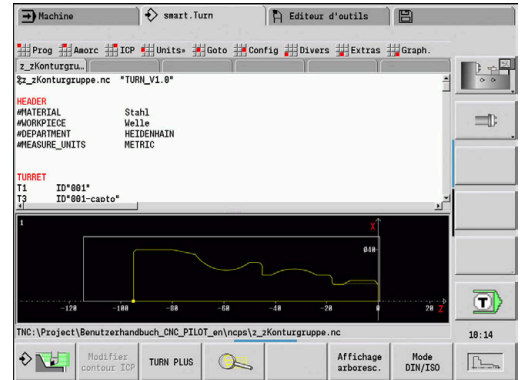 Machine
smart.Turn
Editeur d'outils
Prog Amorc ICP Units» Goto Config Divers Extras Graph.
z_zKonturgru…
%z_zKonturgruppe.nc "TURN_V1.0"
HEADER
#MATERIAL Stahl
#WORKPIECE Welle
#DEPARTMENT HEIDENHAIN
#MEASURE_UNITS METRIC
TURRET
T1 ID"001"
T3 ID"001-capto"
1
X
ø40
-120 -100 -80 -60 -40 -20 0 20 Z
TNC:\Project\Benutzerhandbuch_CNC_PILOT_en\ncps\z_zKonturgruppe.nc
T
10:14
Modifier contour ICP
TURN PLUS
Affichage arboresc.
Mode DIN/ISO